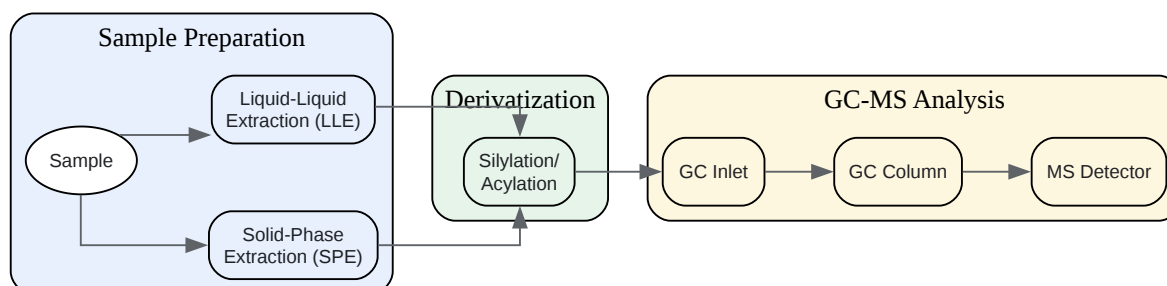 Sample Preparation
Sample
Liquid-Liquid
Extraction (LLE)
Solid-Phase
Extraction (SPE)
Derivatization
Silylation/
Acylation
GC-MS Analysis
GC Inlet
GC Column
MS Detector